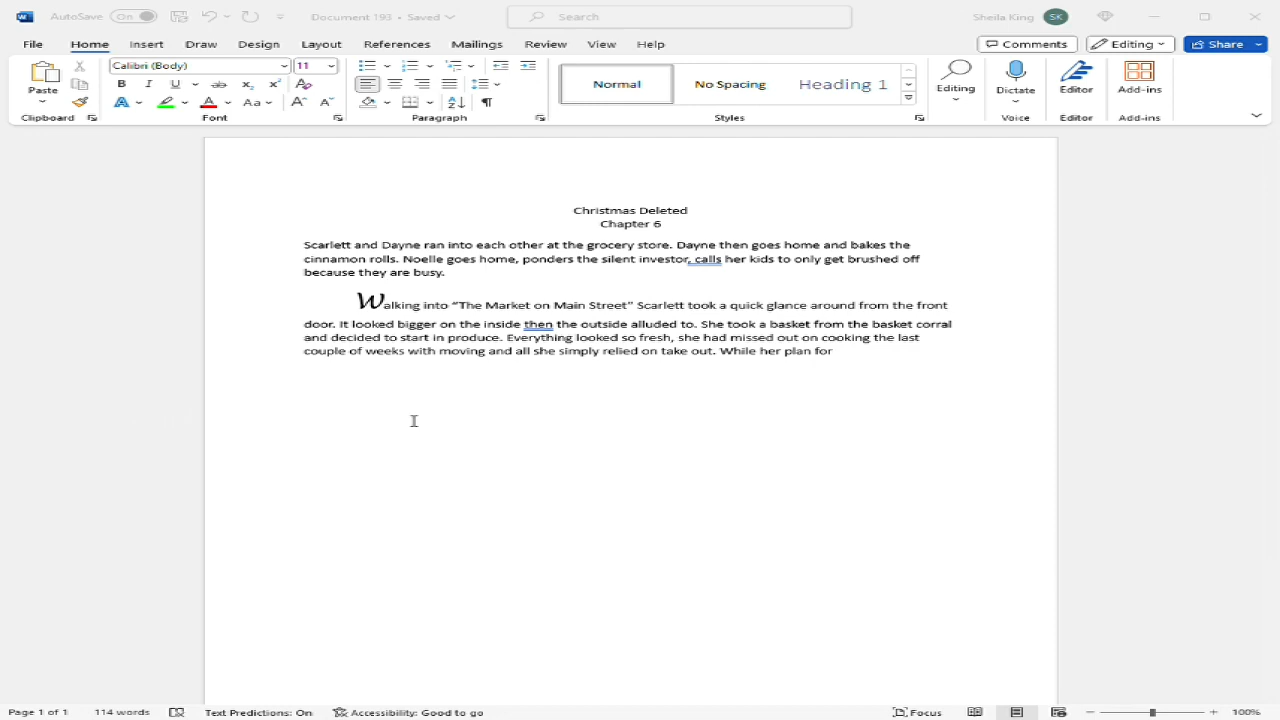 AutoSave On Document 193 • Saved Search Sheila King SK
File Home Insert Draw Design Layout References Mailings Review View Help Comments Editing Share
Calibri (Body) 11
Paste B I U ab x₂ x² Normal No Spacing Heading 1 Editing Dictate Editor Add-ins
A A Aa A A
Clipboard Font Paragraph Styles Voice Editor Add-ins
Christmas Deleted
Chapter 6
Scarlett and Dayne ran into each other at the grocery store. Dayne then goes home and bakes the
cinnamon rolls. Noelle goes home, ponders the silent investor, calls her kids to only get brushed off
because they are busy.
Walking into “The Market on Main Street” Scarlett took a quick glance around from the front
door. It looked bigger on the inside then the outside alluded to. She took a basket from the basket corral
and decided to start in produce. Everything looked so fresh, she had missed out on cooking the last
couple of weeks with moving and all she simply relied on take out. While her plan for
Page 1 of 1 114 words Text Predictions: On Accessibility: Good to go Focus 100%